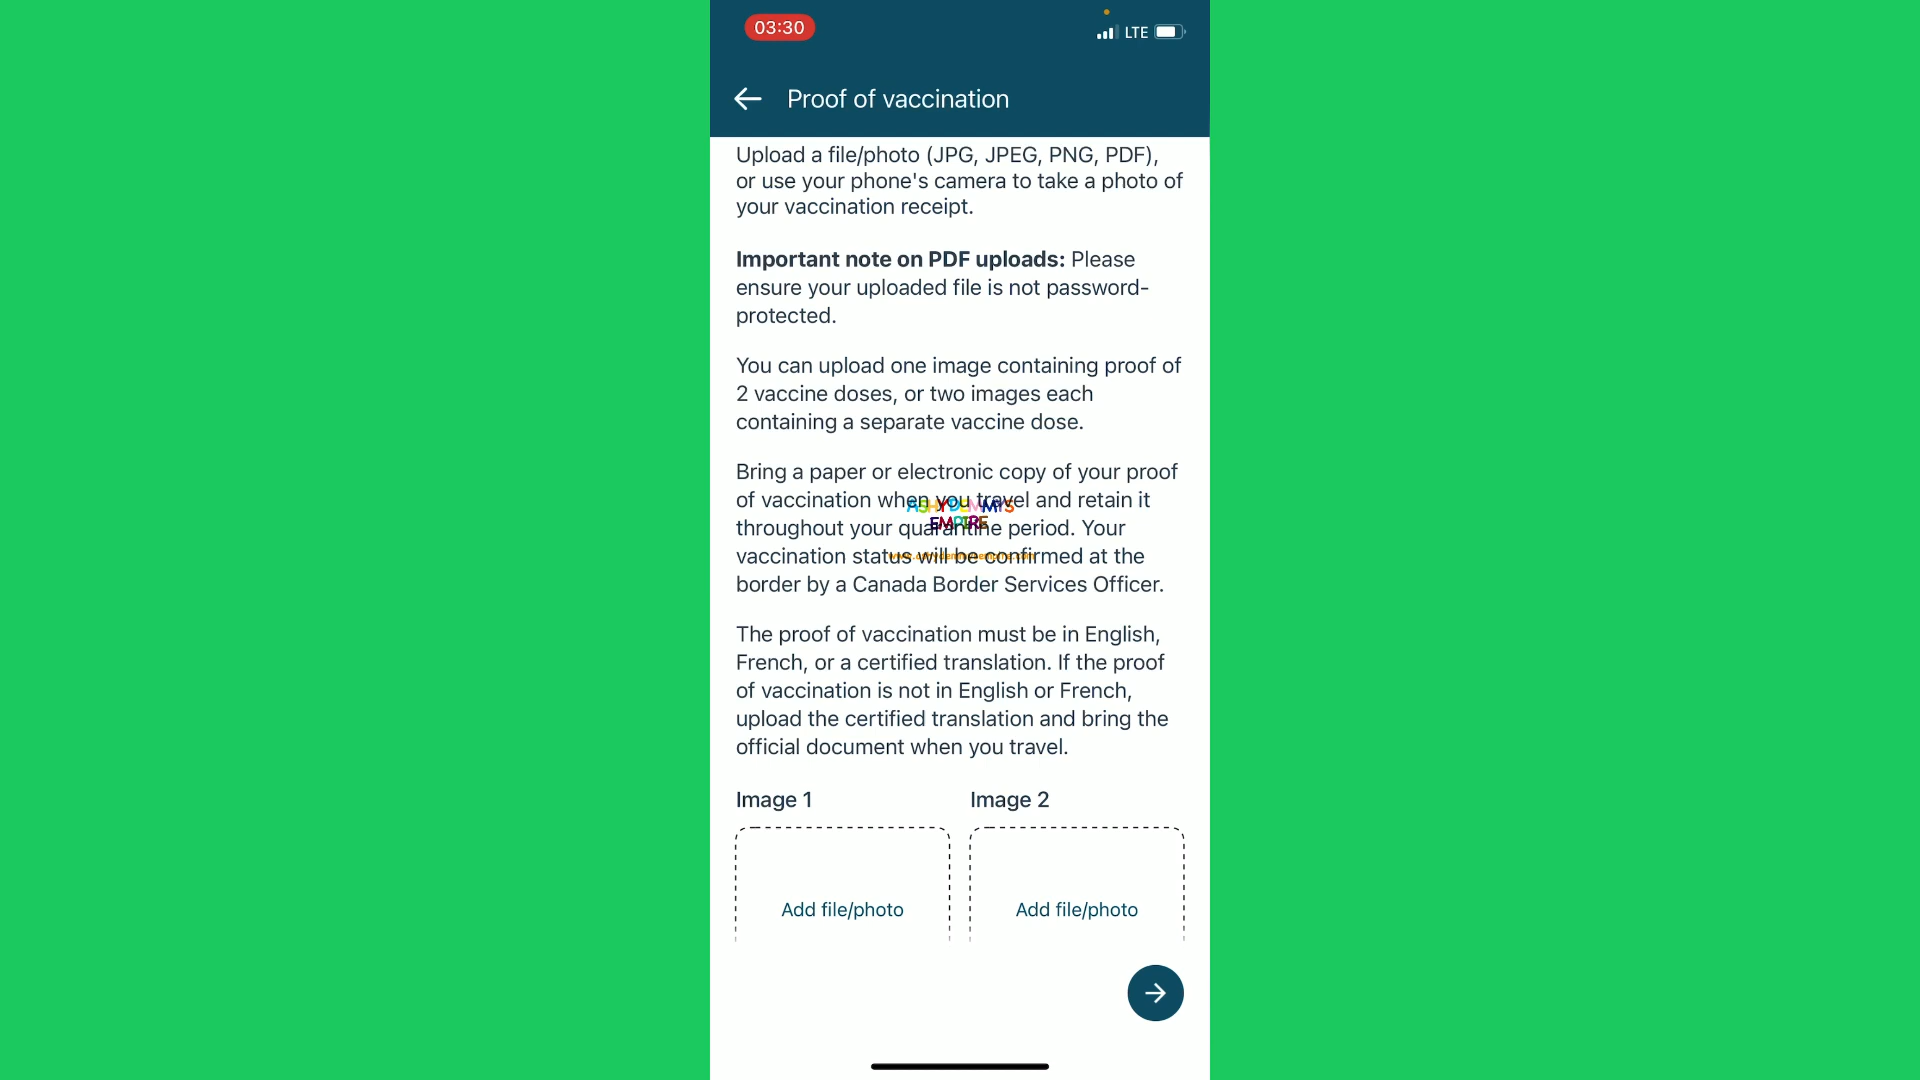 03:30
LTE
Proof of vaccination
Upload a file/photo (JPG, JPEG, PNG, PDF),
or use your phone's camera to take a photo of
your vaccination receipt.
Important note on PDF uploads: Please
ensure your uploaded file is not password-
protected.
You can upload one image containing proof of
2 vaccine doses, or two images each
containing a separate vaccine dose.
Bring a paper or electronic copy of your proof
of vaccination when you travel and retain it
ASHYDEMMYS
throughout your quarantine period. Your
EMPIRE
vaccination status will be confirmed at the
www.ashydemmysempire.com
border by a Canada Border Services Officer.
The proof of vaccination must be in English,
French, or a certified translation. If the proof
of vaccination is not in English or French,
upload the certified translation and bring the
official document when you travel.
Image 1 Image 2
Add file/photo Add file/photo